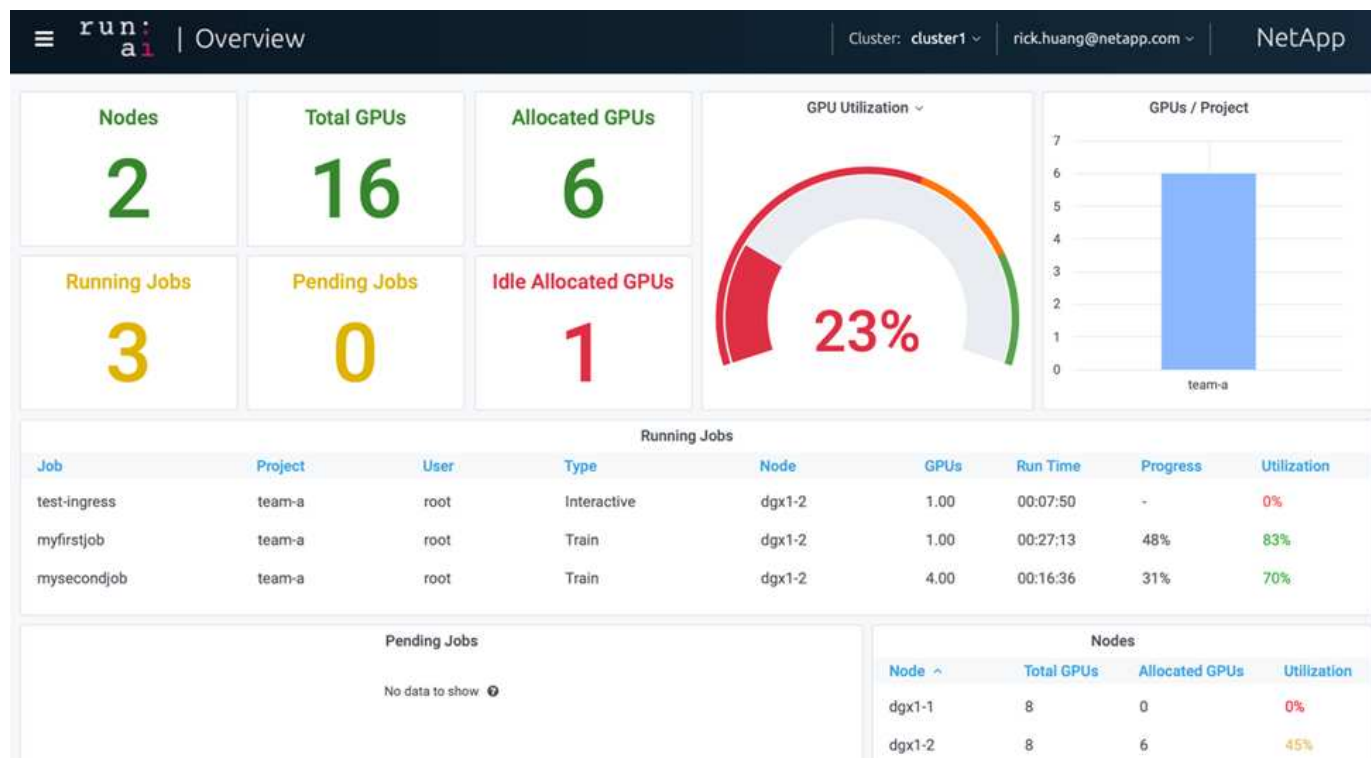 run: ai | Overview
Cluster: cluster1
rick.huang@netapp.com
NetApp
Nodes
2
Total GPUs
16
Allocated GPUs
6
Running Jobs
3
Pending Jobs
0
Idle Allocated GPUs
1
GPU Utilization
23%
GPUs / Project
7
6
5
4
3
2
1
0
team-a
Running Jobs
Job Project User Type Node GPUs Run Time Progress Utilization
test-ingress team-a root Interactive dgx1-2 1.00 00:07:50 - 0%
myfirstjob team-a root Train dgx1-2 1.00 00:27:13 48% 83%
mysecondjob team-a root Train dgx1-2 4.00 00:16:36 31% 70%
Pending Jobs
No data to show ?
Nodes
Node Total GPUs Allocated GPUs Utilization
dgx1-1 8 0 0%
dgx1-2 8 6 45%